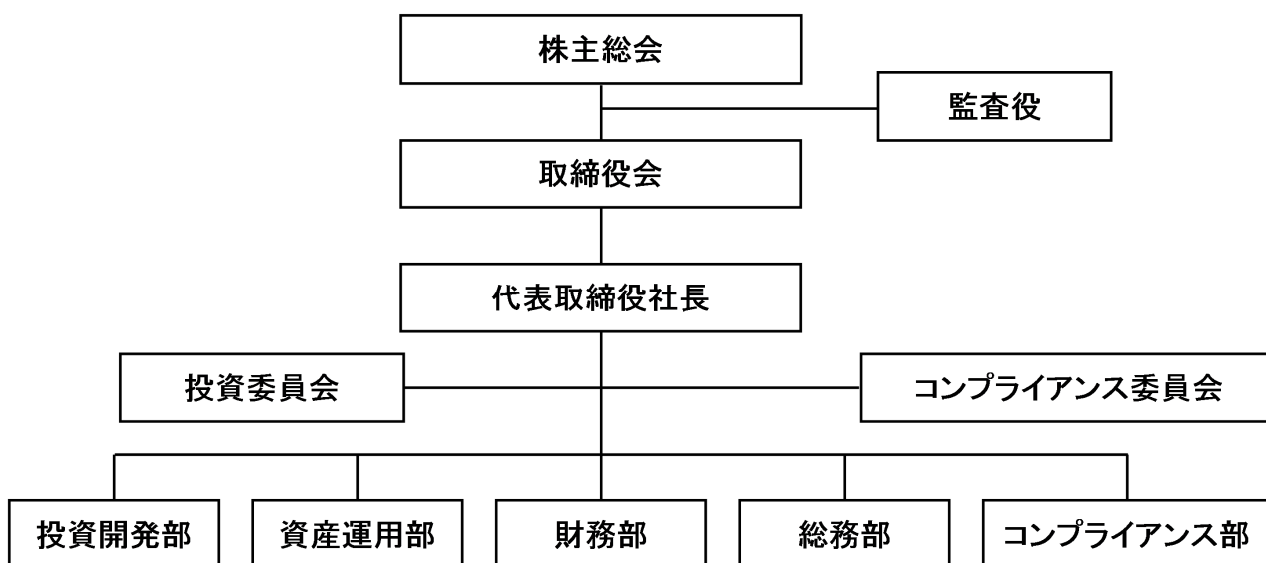 株主総会
監査役
取締役会
代表取締役社長
投資委員会
コンプライアンス委員会
投資開発部
資産運用部
財務部
総務部
コンプライアンス部